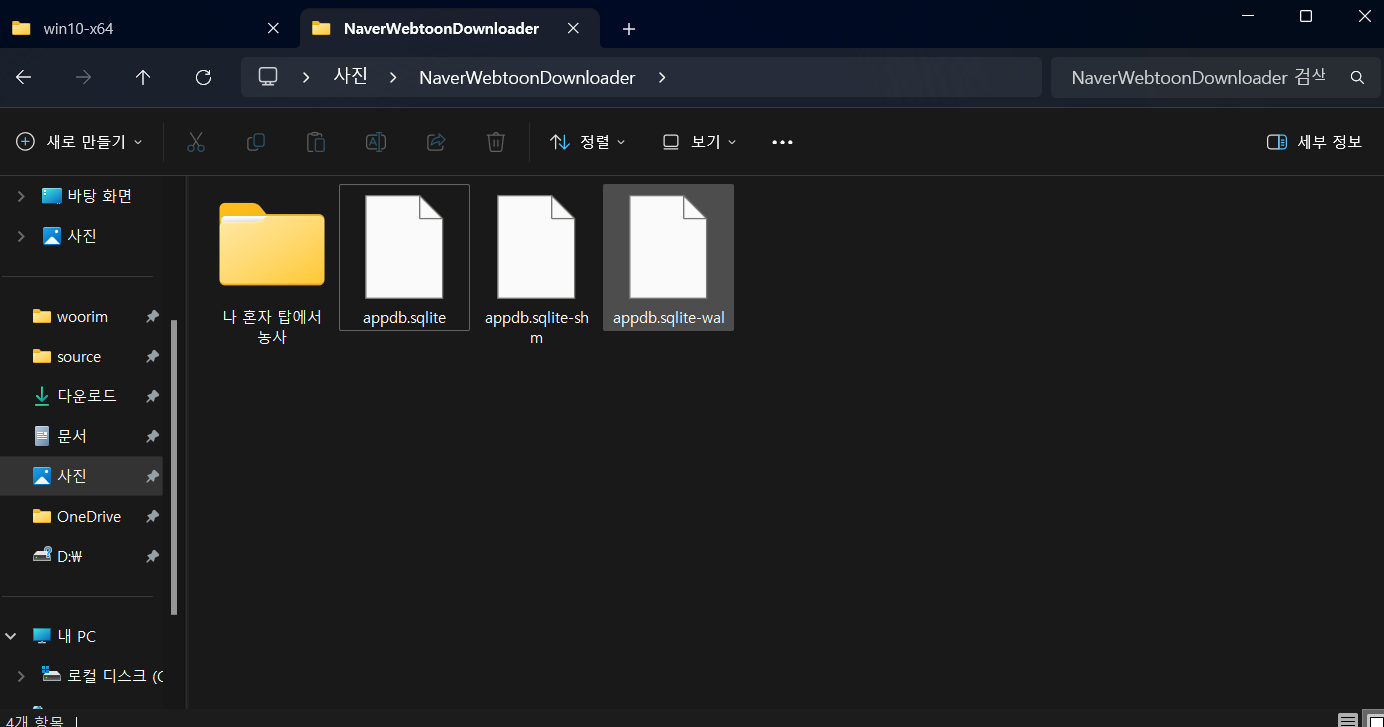 win10-x64
NaverWebtoonDownloader
사진
NaverWebtoonDownloader
NaverWebtoonDownloader 검색
새로 만들기
정렬
보기
세부 정보
바탕 화면
사진
woorim
source
다운로드
문서
사진
OneDrive
D:₩
내 PC
로컬 디스크 (C
나 혼자 탑에서
농사
appdb.sqlite
appdb.sqlite-sh
m
appdb.sqlite-wal
4개 항목